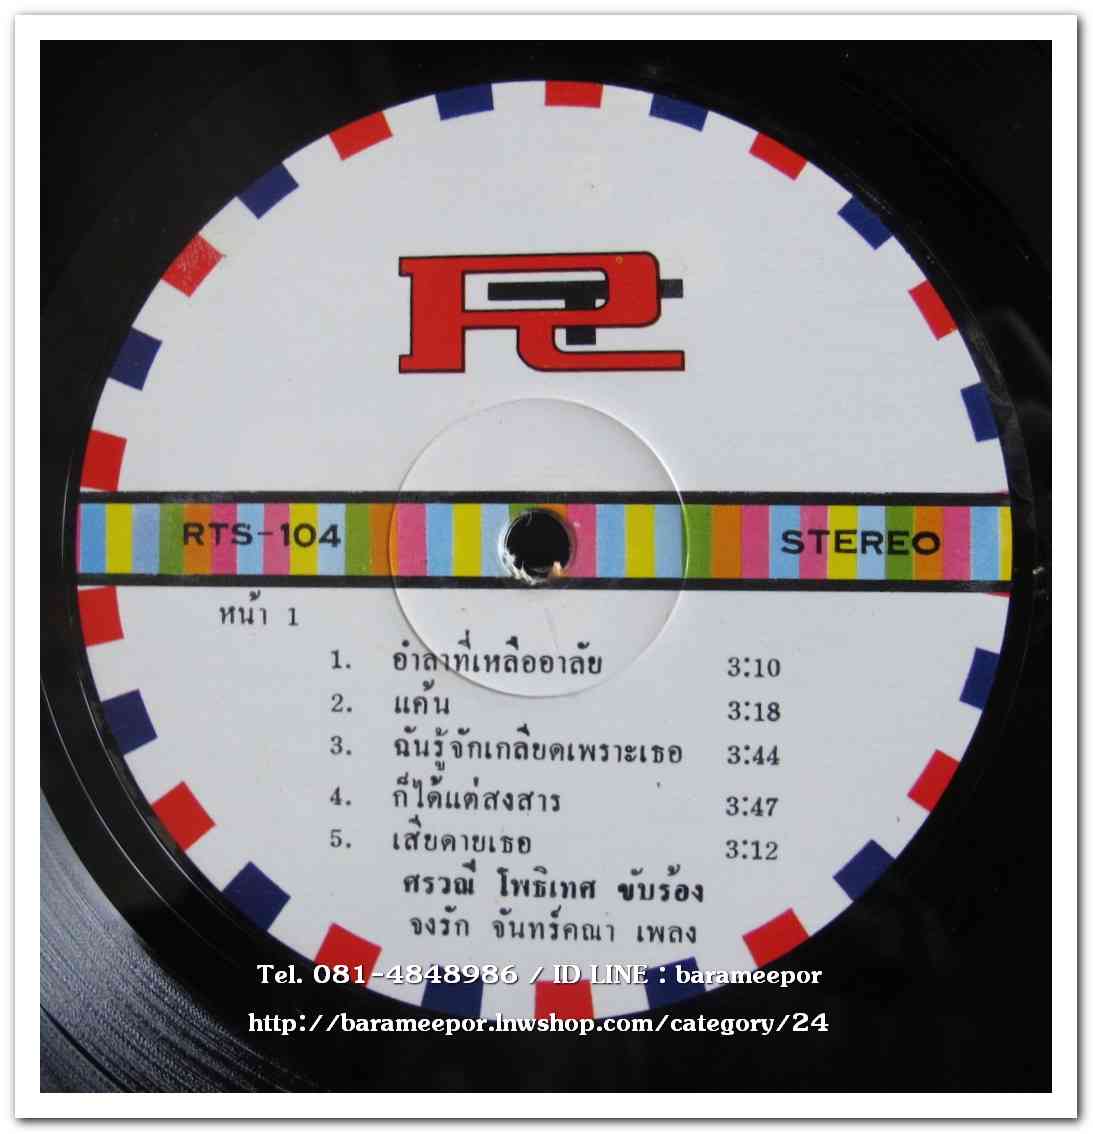 RTS-104 STEREO
หน้า 1
1. อำลาที่เหลืออาลัย 3:10
2. แค้น 3:18
3. ฉันรู้จักเกลียดเพราะเธอ 3:44
4. ก็ได้แต่สงสาร 3:47
5. เสียดายเธอ 3:12
ศรวณี โพธิเทศ ขับร้อง
จงรัก จันทร์คณา เพลง
Tel. 081-4848986 / ID LINE : barameepor
http://barameepor.lnwshop.com/category/24